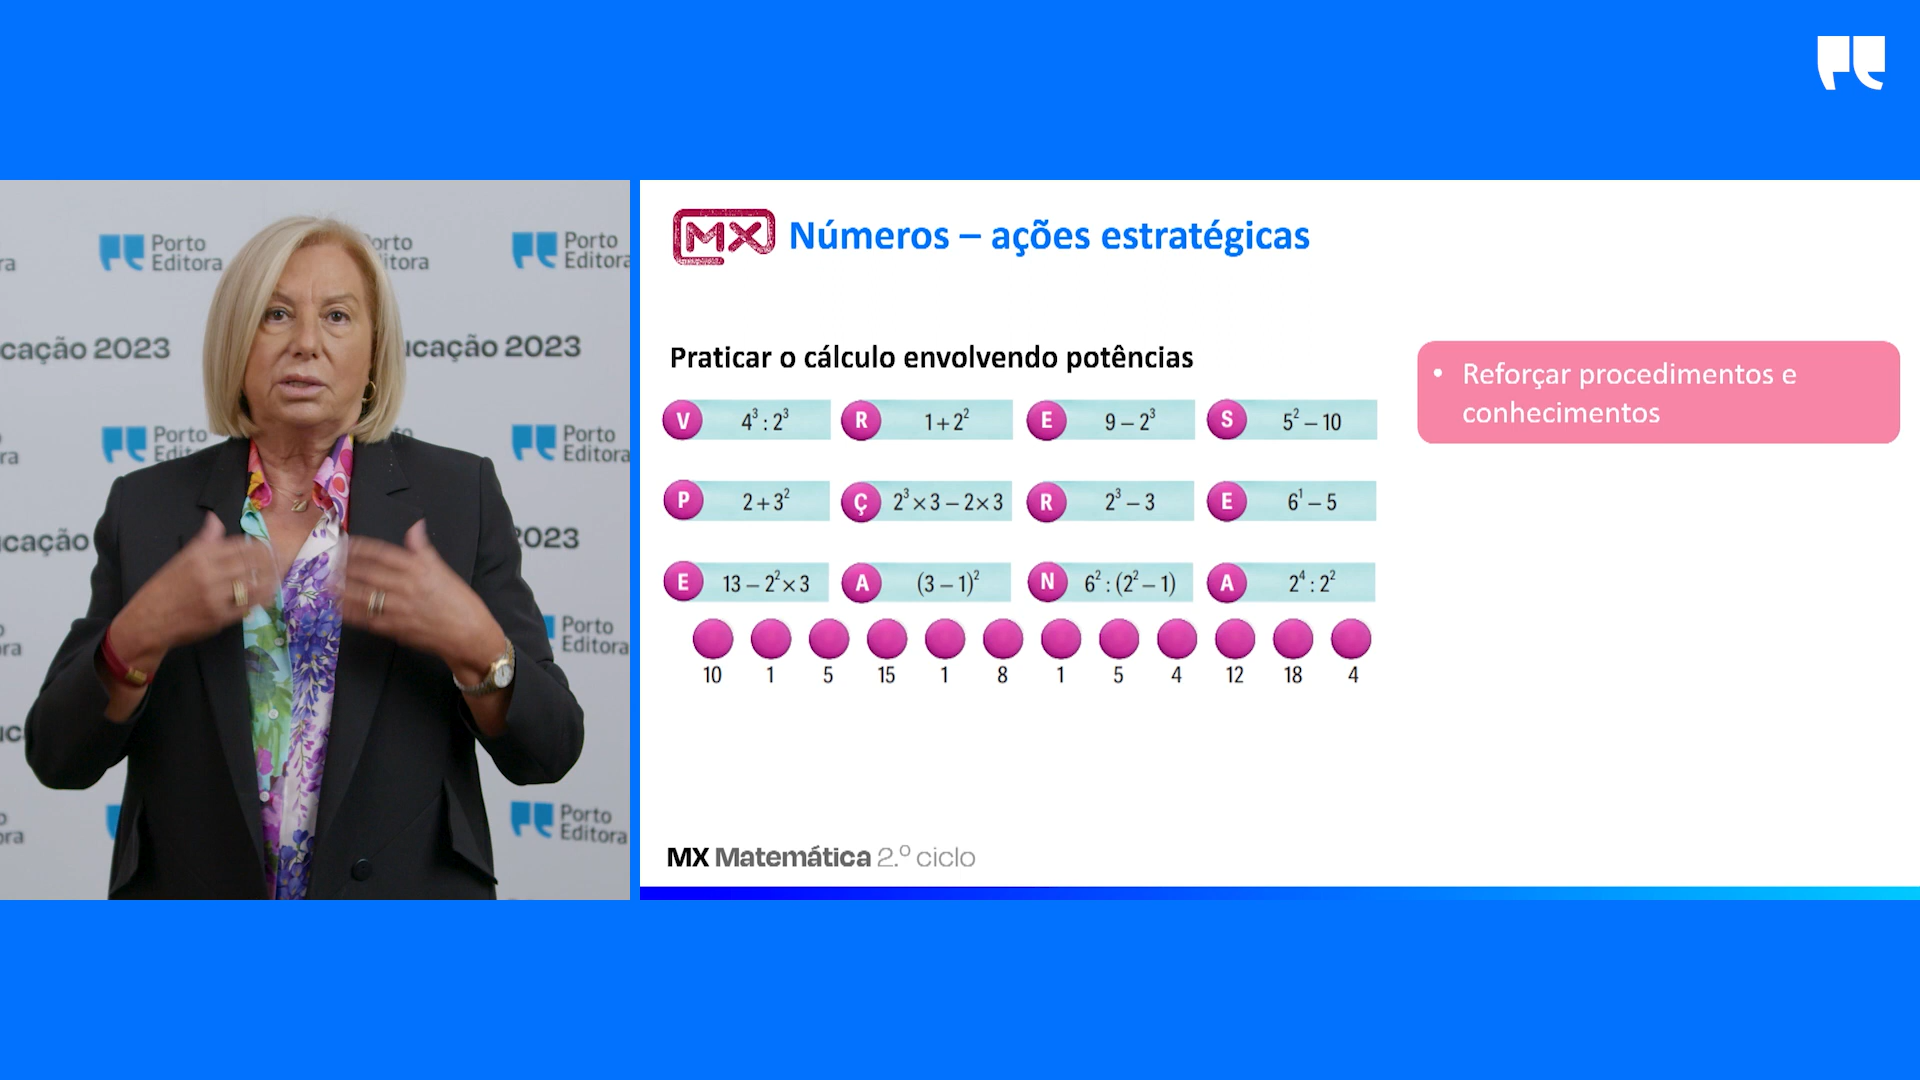 Porto
Editora
Porto
Editora
cação 2023
ucação 2023
Porto
Editora
cação
2023
Porto
Editora
Porto
Editora
MX Números – ações estratégicas
Praticar o cálculo envolvendo potências
V 4³ : 2³ R 1 + 2² E 9 – 2³ S 5² – 10
P 2 + 3² Ç 2³ × 3 – 2 × 3 R 2³ – 3 E 6¹ – 5
E 13 – 2² × 3 A (3 – 1)² N 6² : (2² – 1) A 2⁴ : 2²
10 1 5 15 1 8 1 5 4 12 18 4
• Reforçar procedimentos e
conhecimentos
MX Matemática 2.º ciclo